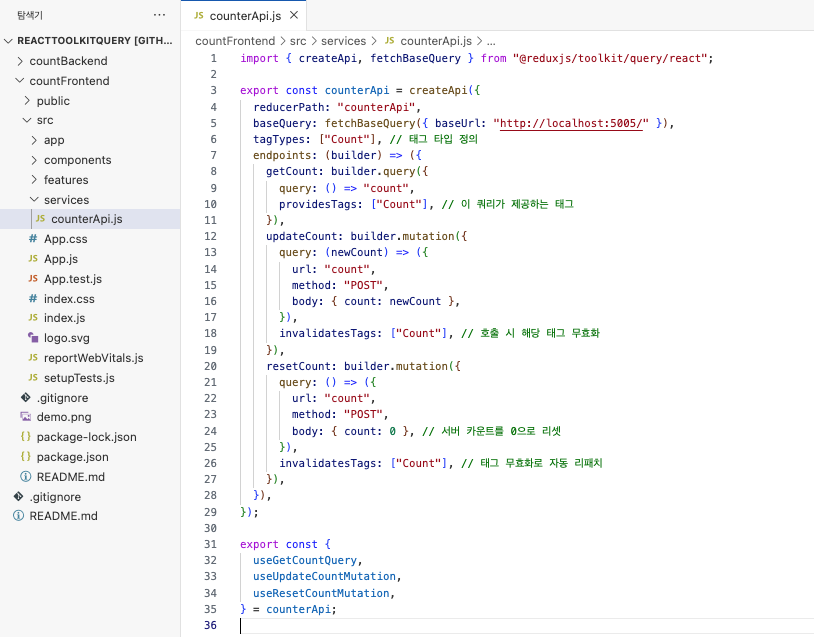 탐색기 ...
REACTTOOLKITQUERY [GITH...
countBackend
countFrontend
public
src
app
components
features
services
JS counterApi.js
# App.css
JS App.js
JS App.test.js
# index.css
JS index.js
logo.svg
JS reportWebVitals.js
JS setupTests.js
.gitignore
demo.png
{} package-lock.json
{} package.json
README.md
.gitignore
README.md
JS counterApi.js ×
countFrontend > src > services > JS counterApi.js > ...
1 import { createApi, fetchBaseQuery } from "@reduxjs/toolkit/query/react";
2
3 export const counterApi = createApi({
4   reducerPath: "counterApi",
5   baseQuery: fetchBaseQuery({ baseUrl: "http://localhost:5005/" }),
6   tagTypes: ["Count"], // 태그 타입 정의
7   endpoints: (builder) => ({
8     getCount: builder.query({
9       query: () => "count",
10       providesTags: ["Count"], // 이 쿼리가 제공하는 태그
11     }),
12     updateCount: builder.mutation({
13       query: (newCount) => ({
14         url: "count",
15         method: "POST",
16         body: { count: newCount },
17       }),
18       invalidatesTags: ["Count"], // 호출 시 해당 태그 무효화
19     }),
20     resetCount: builder.mutation({
21       query: () => ({
22         url: "count",
23         method: "POST",
24         body: { count: 0 }, // 서버 카운트를 0으로 리셋
25       }),
26       invalidatesTags: ["Count"], // 태그 무효화로 자동 리패치
27     }),
28   }),
29 });
30
31 export const {
32   useGetCountQuery,
33   useUpdateCountMutation,
34   useResetCountMutation,
35 } = counterApi;
36